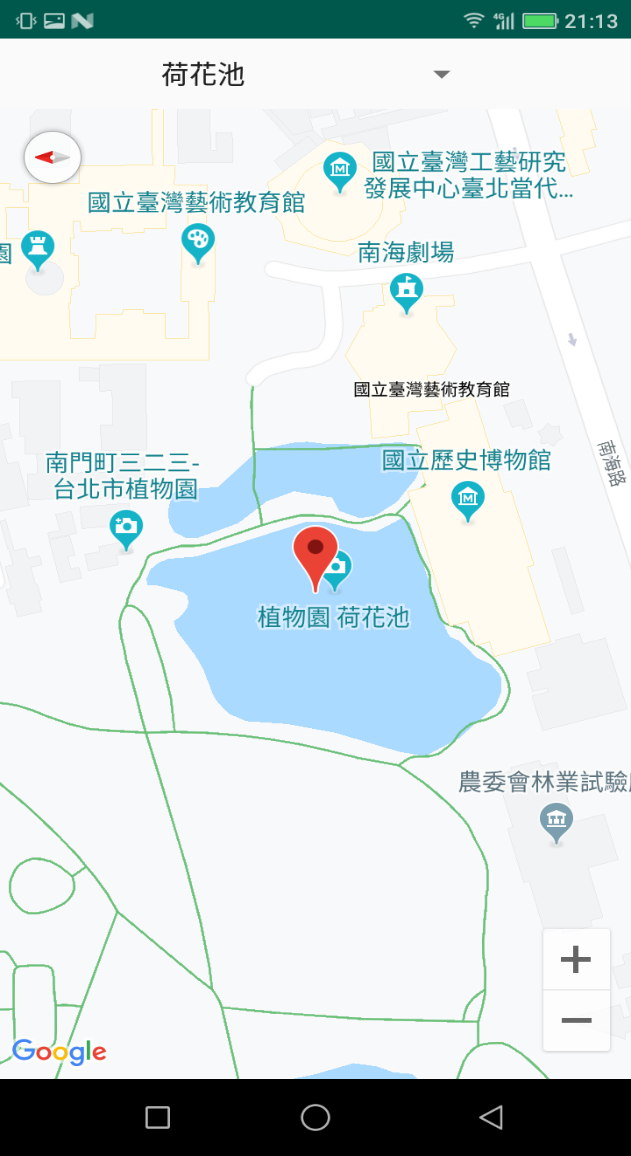 4G 21:13
荷花池
國立臺灣工藝研究
發展中心臺北當代...
國立臺灣藝術教育館
園
南海劇場
國立臺灣藝術教育館
南海路
南門町三二三-
台北市植物園
國立歷史博物館
植物園 荷花池
農委會林業試驗
Google